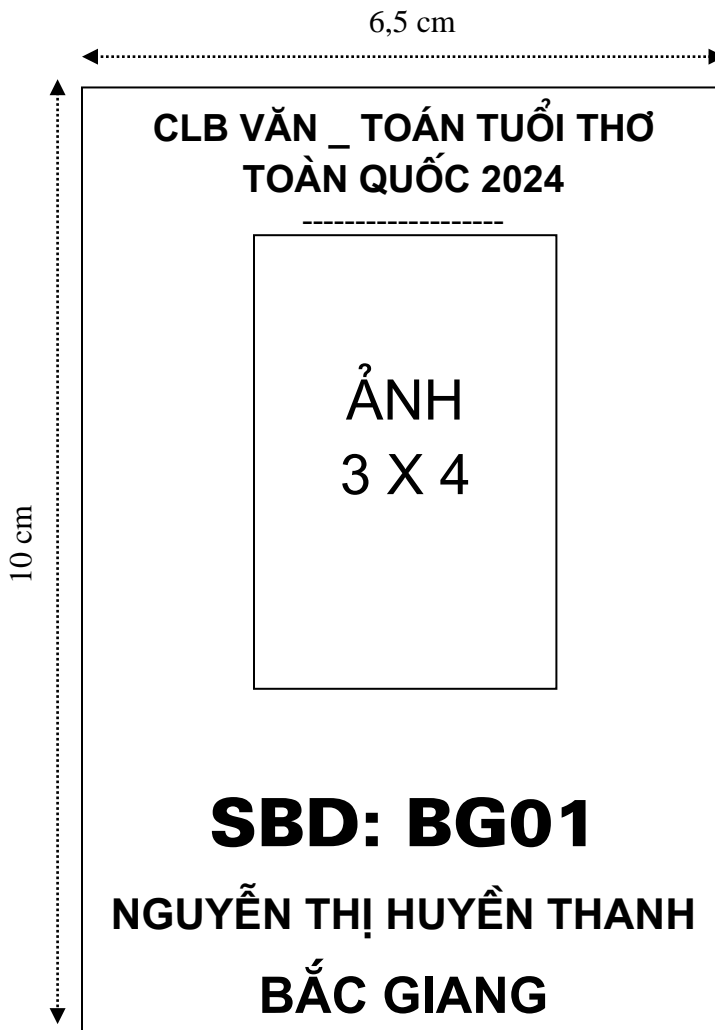 6,5 cm
CLB VĂN _ TOÁN TUỔI THƠ
TOÀN QUỐC 2024
-------------------
ẢNH
3 X 4
10 cm
SBD: BG01
NGUYỄN THỊ HUYỀN THANH
BẮC GIANG